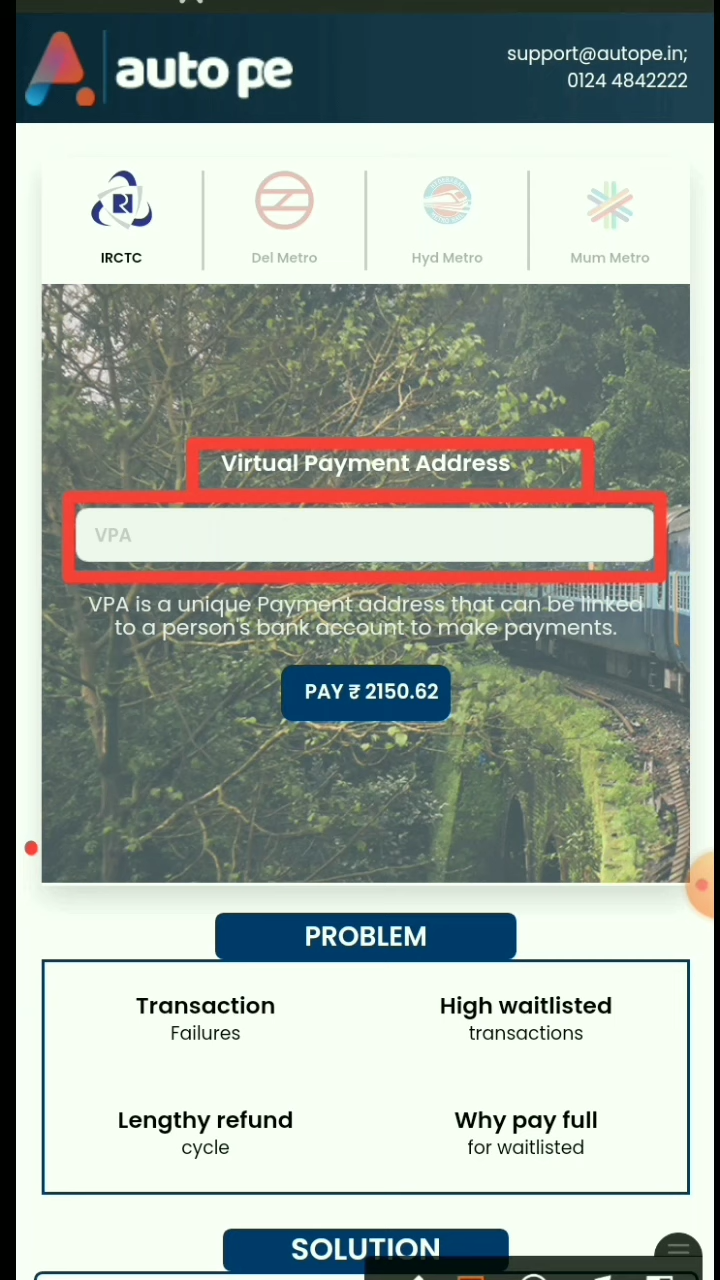 auto pe
support@autope.in;
0124 4842222
IRCTC
Del Metro
Hyd Metro
Mum Metro
Virtual Payment Address
VPA
VPA is a unique Payment address that can be linked
to a person's bank account to make payments.
PAY ₹ 2150.62
PROBLEM
Transaction
Failures
High waitlisted
transactions
Lengthy refund
cycle
Why pay full
for waitlisted
SOLUTION